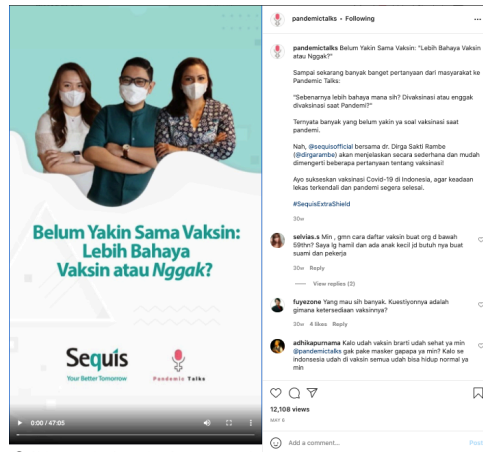 pandemictalks • Following
pandemictalks Belum Yakin Sama Vaksin: "Lebih Bahaya Vaksin
atau Nggak?"
Sampai sekarang banyak banget pertanyaan dari masyarakat ke
Pandemic Talks:
"Sebenarnya lebih bahaya mana sih? Divaksinasi atau enggak
divaksinasi saat Pandemi?"
Ternyata banyak yang belum yakin ya soal vaksinasi saat
pandemi.
Nah, @sequisofficial bersama dr. Dirga Sakti Rambe
(@dirgarambe) akan menjelaskan secara sederhana dan mudah
dimengerti beberapa pertanyaan tentang vaksinasi!
Ayo sukseskan vaksinasi Covid-19 di Indonesia, agar keadaan
lekas terkendali dan pandemi segera selesai.
#SequisExtraShield
30w
selvias.s Min , gmn cara daftar vaksin buat org d bawah
59thn? Saya lg hamil dan ada anak kecil jd butuh nya buat
suami dan pekerja
30w Reply
View replies (2)
fuyezone Yang mau sih banyak. Kuestiyonnya adalah
gimana ketersediaan vaksinnya?
30w 4 likes Reply
adhikapurnama Kalo udah vaksin brarti udah sehat ya min
@pandemictalks gak pake masker gapapa ya min? Kalo se
indonesia udah di vaksin semua udah bisa hidup normal ya
min
12,108 views
MAY 6
Add a comment...
Post
Belum Yakin Sama Vaksin:
Lebih Bahaya
Vaksin atau Nggak?
Sequis
Your Better Tomorrow
Pandemic Talks
0:00 / 47:05